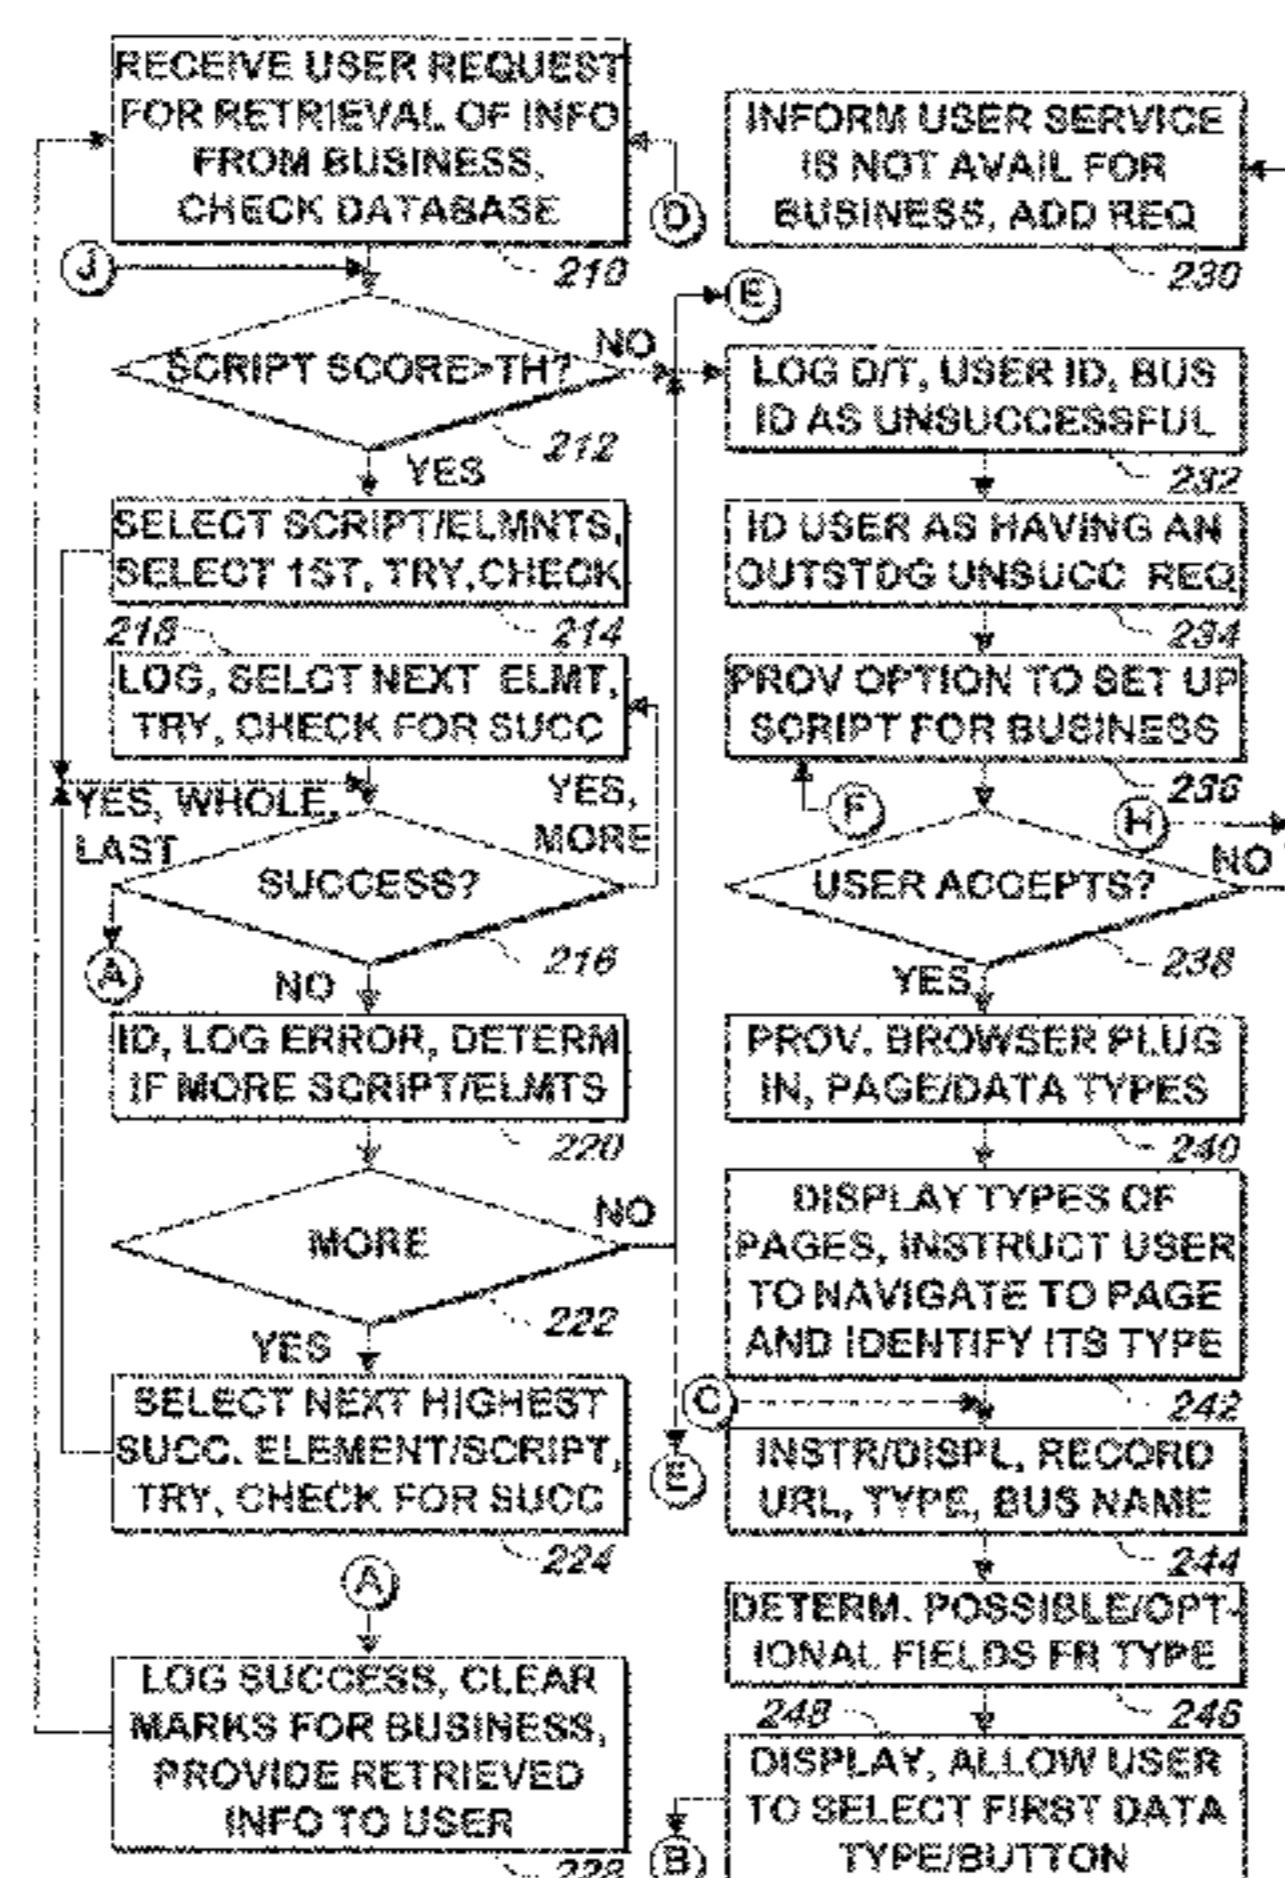 RECEIVE USER REQUEST
FOR RETRIEVAL OF INFO
FROM BUSINESS,
CHECK DATABASE
D
J
210
SCRIPT SCORE>TH?
NO
212
YES
SELECT SCRIPT/ELMNTS,
SELECT 1ST, TRY, CHECK
214
218
LOG, SELCT NEXT ELMT,
TRY, CHECK FOR SUCC
YES, WHOLE,
LAST
YES,
MORE
SUCCESS?
216
A
NO
ID, LOG ERROR, DETERM
IF MORE SCRIPT/ELMTS
220
MORE
NO
222
YES
SELECT NEXT HIGHEST
SUCC. ELEMENT/SCRIPT,
TRY, CHECK FOR SUCC
224
E
A
LOG SUCCESS, CLEAR
MARKS FOR BUSINESS,
PROVIDE RETRIEVED
INFO TO USER
INFORM USER SERVICE
IS NOT AVAIL FOR
BUSINESS, ADD REQ
230
LOG D/T, USER ID, BUS
ID AS UNSUCCESSFUL
232
ID USER AS HAVING AN
OUTSTDG UNSUCC REQ
234
PROV OPTION TO SET UP
SCRIPT FOR BUSINESS
236
F
H
USER ACCEPTS?
NO
238
YES
PROV. BROWSER PLUG
IN, PAGE/DATA TYPES
240
DISPLAY TYPES OF
PAGES, INSTRUCT USER
TO NAVIGATE TO PAGE
AND IDENTIFY ITS TYPE
242
C
INSTR/DISPL, RECORD
URL, TYPE, BUS NAME
244
DETERM. POSSIBLE/OPT-
IONAL FIELDS FR TYPE
246
248
DISPLAY, ALLOW USER
TO SELECT FIRST DATA
TYPE/BUTTON
B